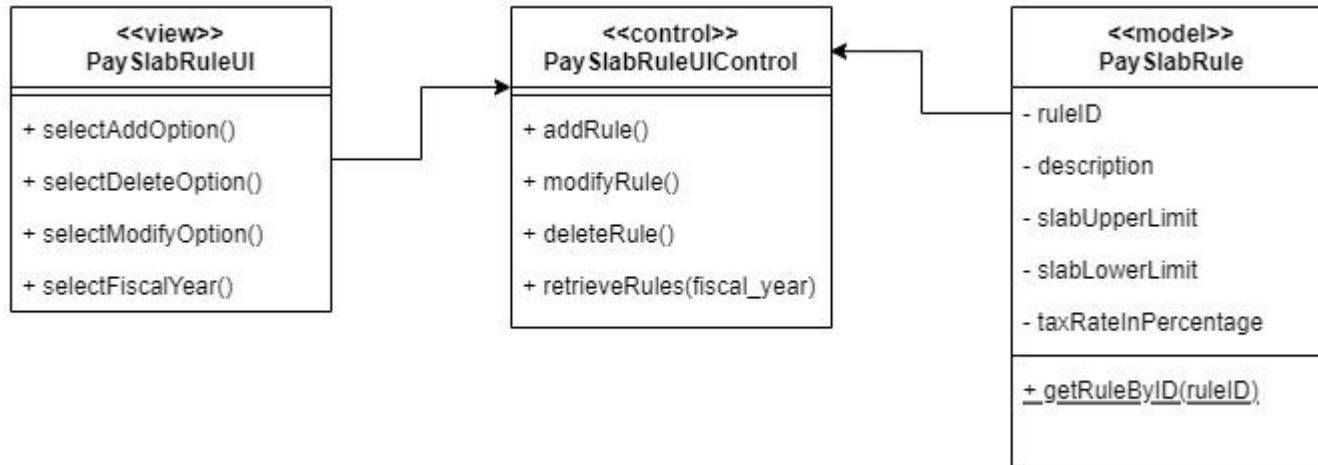 <<view>>
PaySlabRuleUI
+ selectAddOption()
+ selectDeleteOption()
+ selectModifyOption()
+ selectFiscalYear()
<<control>>
PaySlabRuleUIControl
+ addRule()
+ modifyRule()
+ deleteRule()
+ retrieveRules(fiscal_year)
<<model>>
PaySlabRule
- ruleID
- description
- slabUpperLimit
- slabLowerLimit
- taxRateInPercentage
+ getRuleByID(ruleID)